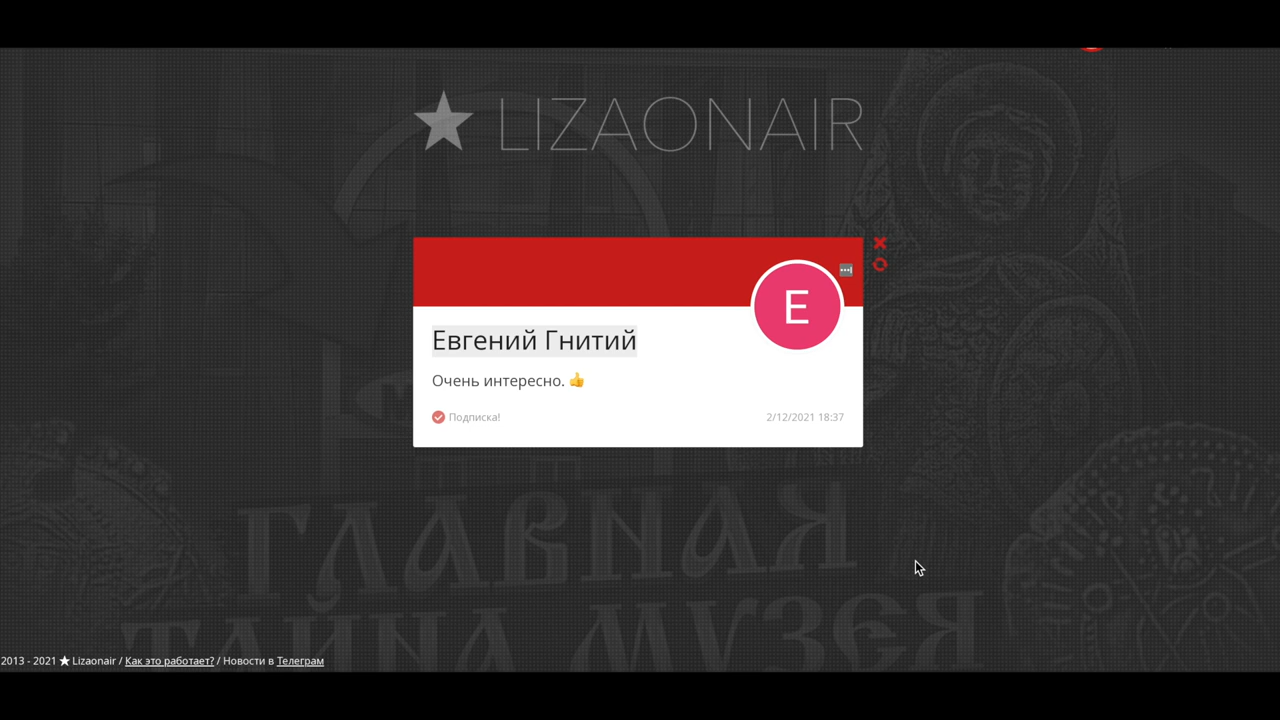 LIZAONAIR
E
Евгений Гнитий
Очень интересно. 👍
Подписка! 2/12/2021 18:37
ГЛАВНАЯ
ТАЙНА МУЗЕЯ
2013 - 2021 ★ Lizaonair / Как это работает? / Новости в Телеграм